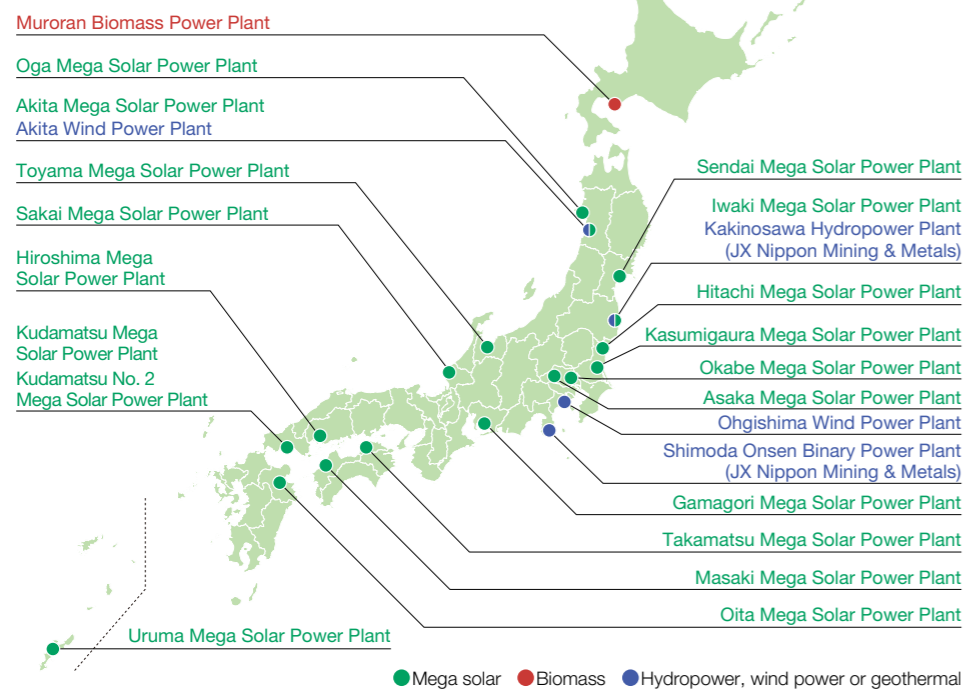 Muroran Biomass Power Plant
Oga Mega Solar Power Plant
Akita Mega Solar Power Plant
Akita Wind Power Plant
Toyama Mega Solar Power Plant
Sakai Mega Solar Power Plant
Hiroshima Mega
Solar Power Plant
Kudamatsu Mega
Solar Power Plant
Kudamatsu No. 2
Mega Solar Power Plant
Uruma Mega Solar Power Plant
Sendai Mega Solar Power Plant
Iwaki Mega Solar Power Plant
Kakinosawa Hydropower Plant
(JX Nippon Mining & Metals)
Hitachi Mega Solar Power Plant
Kasumigaura Mega Solar Power Plant
Okabe Mega Solar Power Plant
Asaka Mega Solar Power Plant
Ohgishima Wind Power Plant
Shimoda Onsen Binary Power Plant
(JX Nippon Mining & Metals)
Gamagori Mega Solar Power Plant
Takamatsu Mega Solar Power Plant
Masaki Mega Solar Power Plant
Oita Mega Solar Power Plant
Mega solar Biomass Hydropower, wind power or geothermal